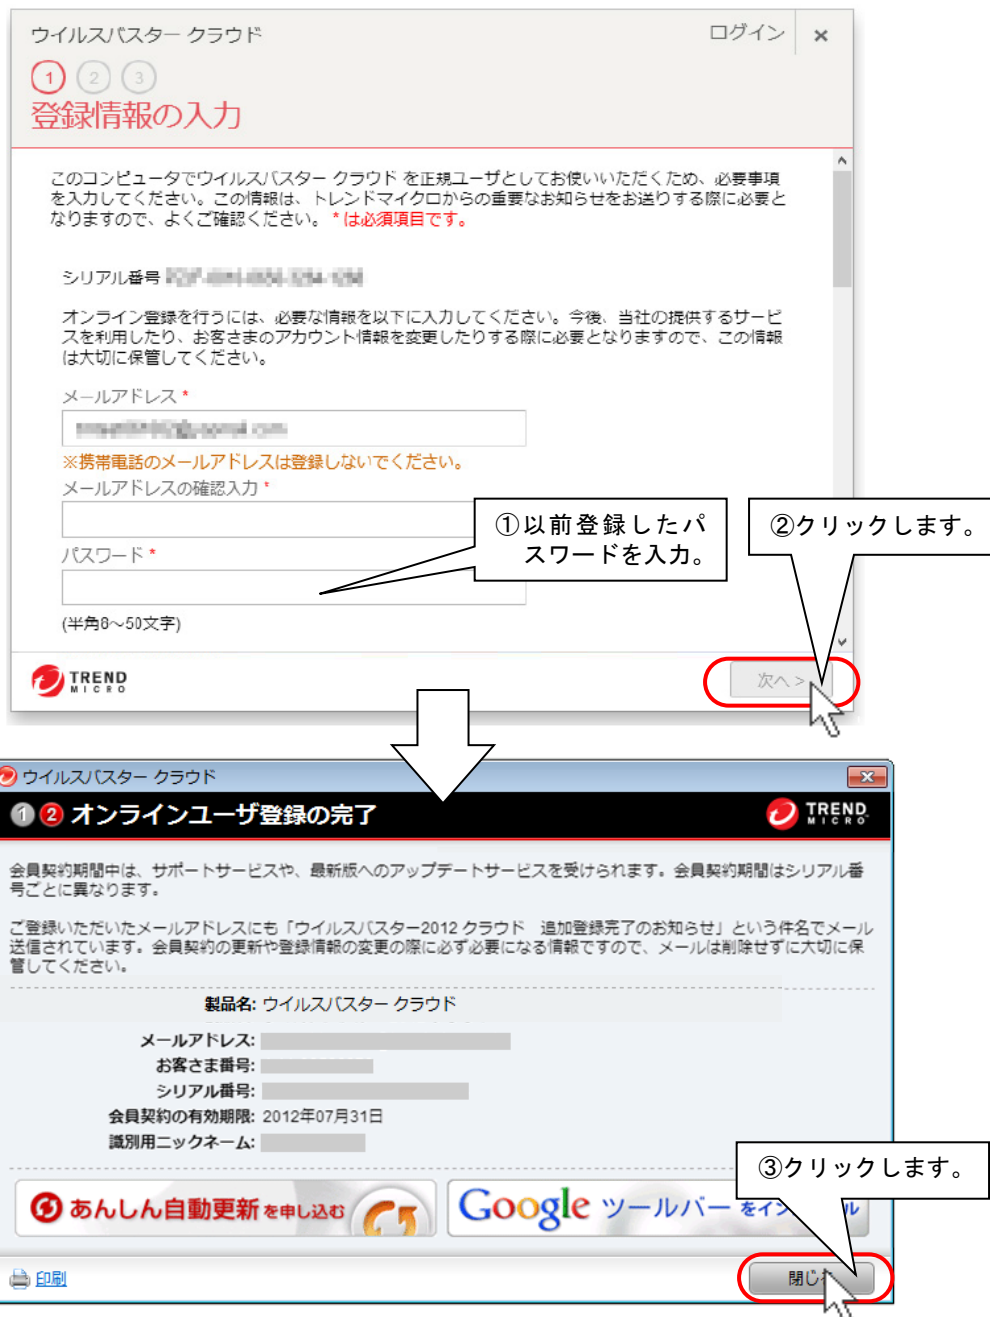 ウイルスバスター クラウド
ログイン ×
1 2 3
登録情報の入力
このコンピュータでウイルスバスター クラウド を正規ユーザとしてお使いいただくため、必要事項
を入力してください。この情報は、トレンドマイクロからの重要なお知らせをお送りする際に必要と
なりますので、よくご確認ください。 * は必須項目です。
シリアル番号
オンライン登録を行うには、必要な情報を以下に入力してください。今後、当社の提供するサービ
スを利用したり、お客さまのアカウント情報を変更したりする際に必要となりますので、この情報
は大切に保管してください。
メールアドレス *
※携帯電話のメールアドレスは登録しないでください。
メールアドレスの確認入力 *
①以前登録したパ
スワードを入力。
②クリックします。
パスワード *
(半角8～50文字)
TREND
MICRO
次へ >
ウイルスバスター クラウド
1 2 オンラインユーザ登録の完了
TREND
MICRO
会員契約期間中は、サポートサービスや、最新版へのアップデートサービスを受けられます。会員契約期間はシリアル番
号ごとに異なります。
ご登録いただいたメールアドレスにも「ウイルスバスター2012 クラウド 追加登録完了のお知らせ」という件名でメール
送信されています。会員契約の更新や登録情報の変更の際に必ず必要になる情報ですので、メールは削除せずに大切に保
管してください。
製品名: ウイルスバスター クラウド
メールアドレス:
お客さま番号:
シリアル番号:
会員契約の有効期限: 2012年07月31日
識別用ニックネーム:
③クリックします。
あんしん自動更新 を申し込む
Google ツールバー をイン
ル
印刷
閉じ